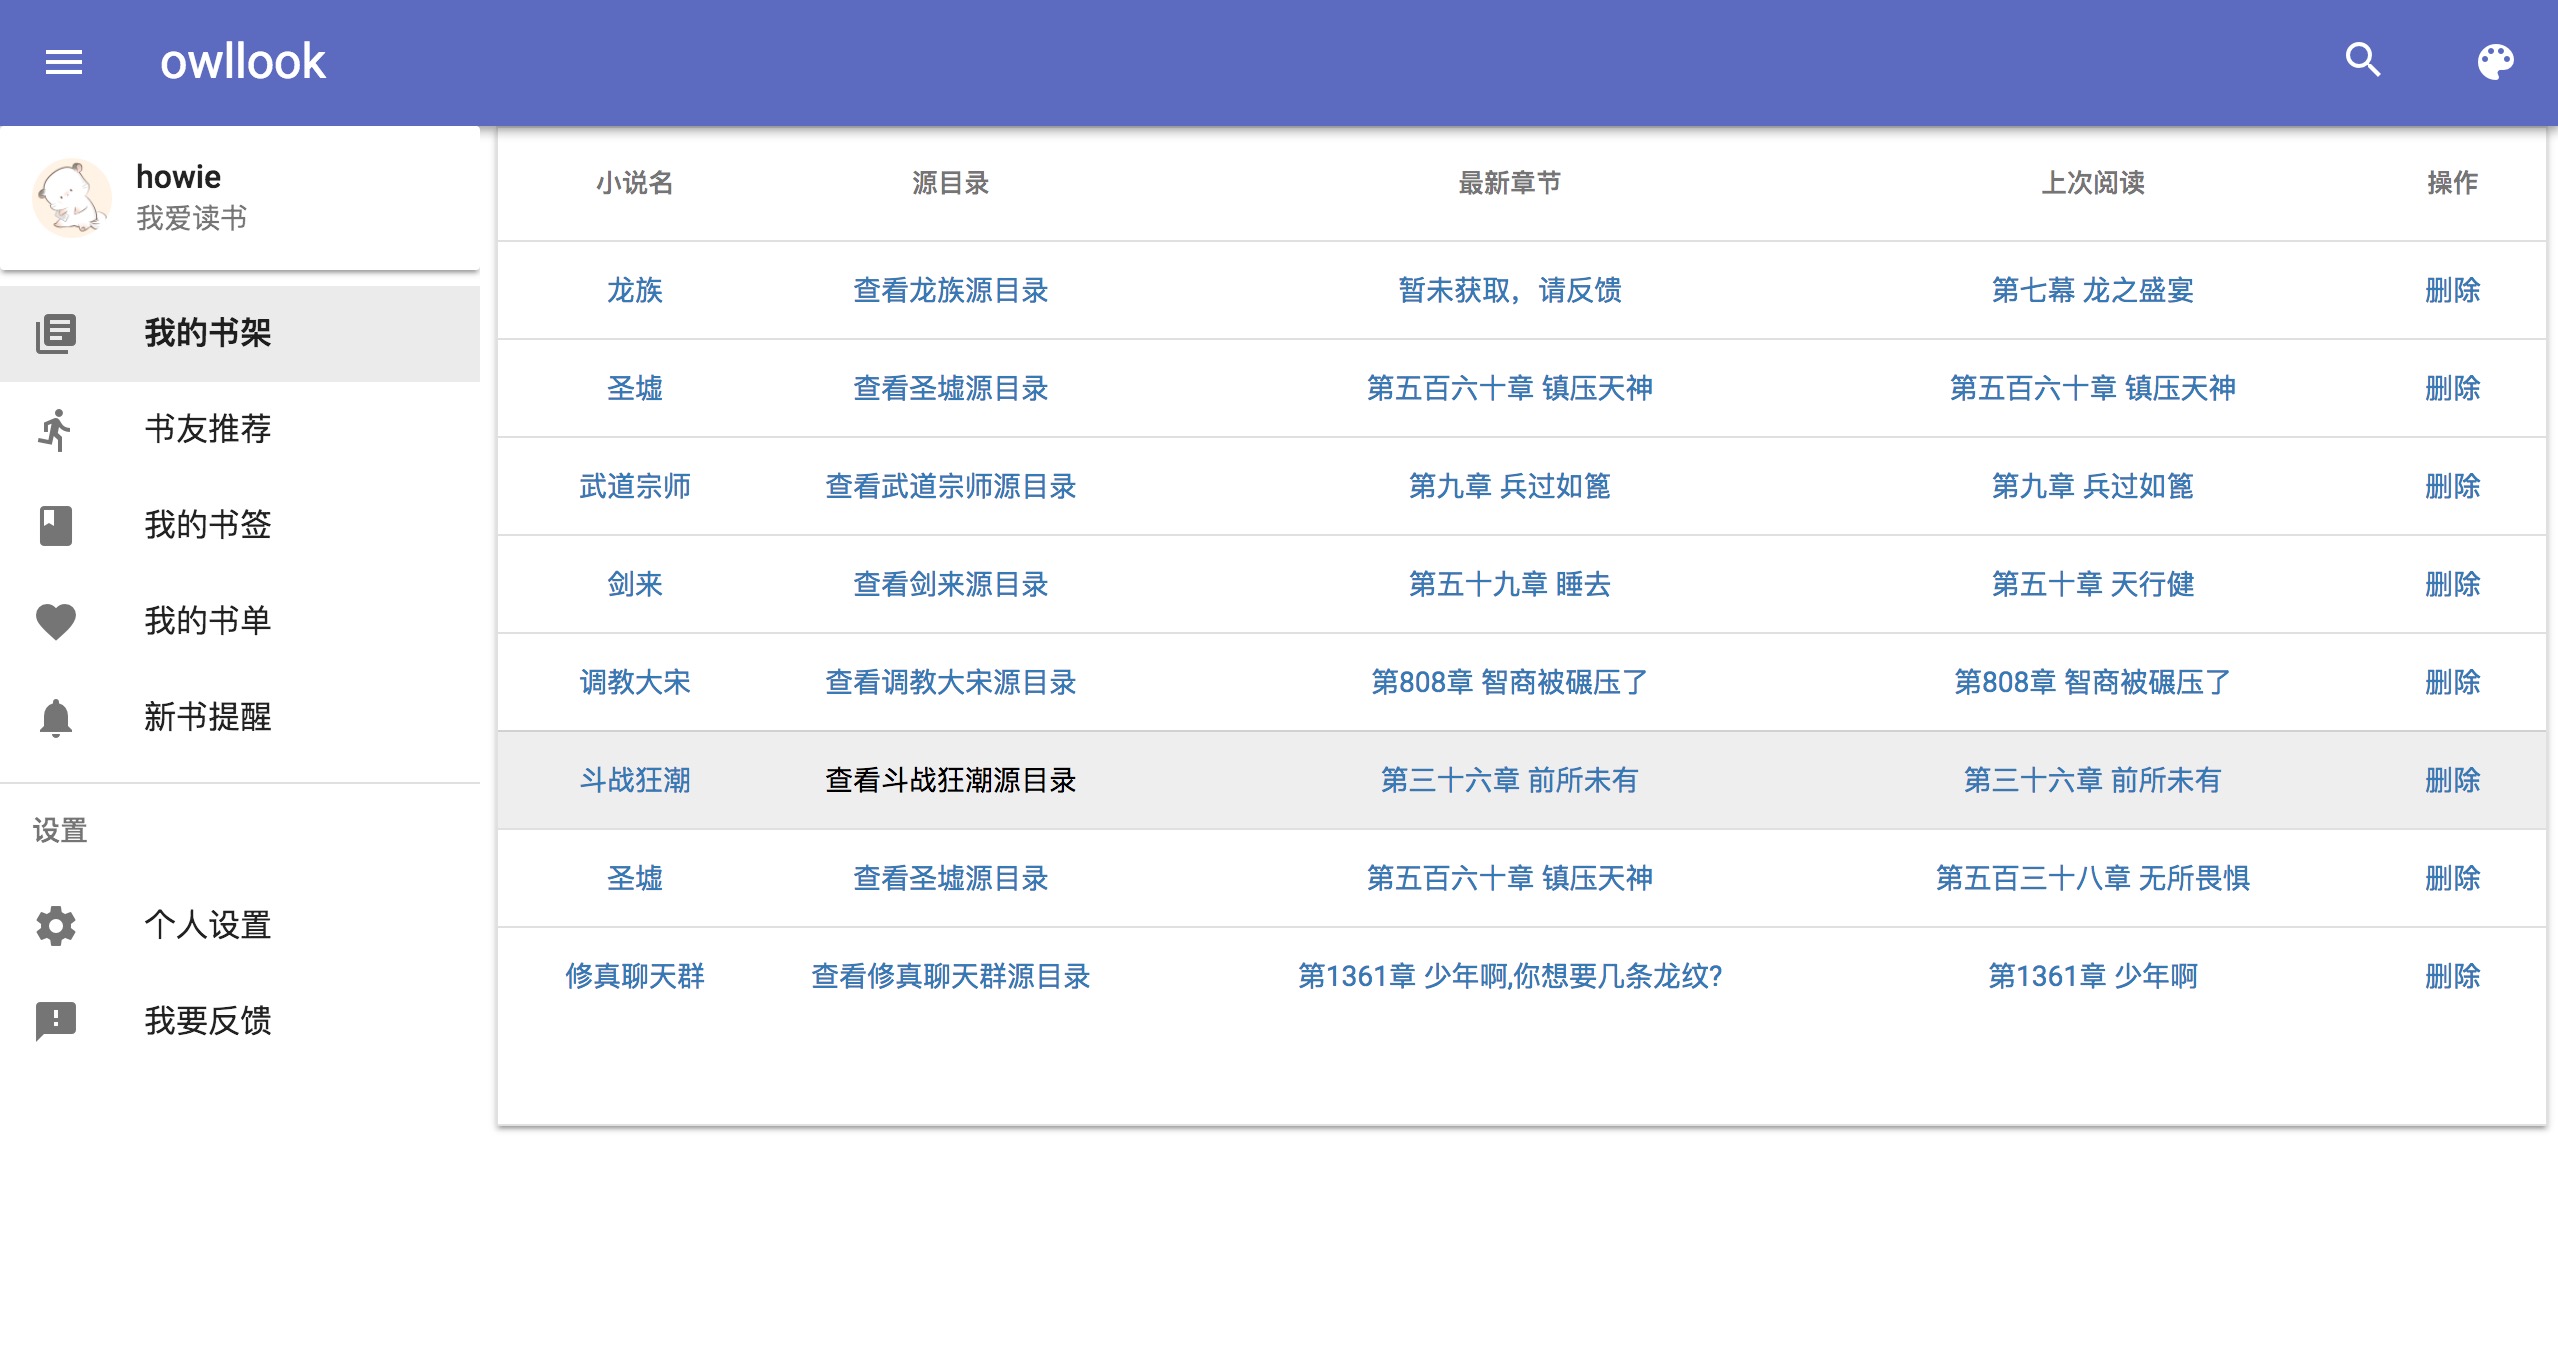 owllook
howie
我爱读书
我的书架
书友推荐
我的书签
我的书单
新书提醒
设置
个人设置
我要反馈
小说名 源目录 最新章节 上次阅读 操作
龙族 查看龙族源目录 暂未获取，请反馈 第七幕 龙之盛宴 删除
圣墟 查看圣墟源目录 第五百六十章 镇压天神 第五百六十章 镇压天神 删除
武道宗师 查看武道宗师源目录 第九章 兵过如篦 第九章 兵过如篦 删除
剑来 查看剑来源目录 第五十九章 睡去 第五十章 天行健 删除
调教大宋 查看调教大宋源目录 第808章 智商被碾压了 第808章 智商被碾压了 删除
斗战狂潮 查看斗战狂潮源目录 第三十六章 前所未有 第三十六章 前所未有 删除
圣墟 查看圣墟源目录 第五百六十章 镇压天神 第五百三十八章 无所畏惧 删除
修真聊天群 查看修真聊天群源目录 第1361章 少年啊,你想要几条龙纹? 第1361章 少年啊 删除